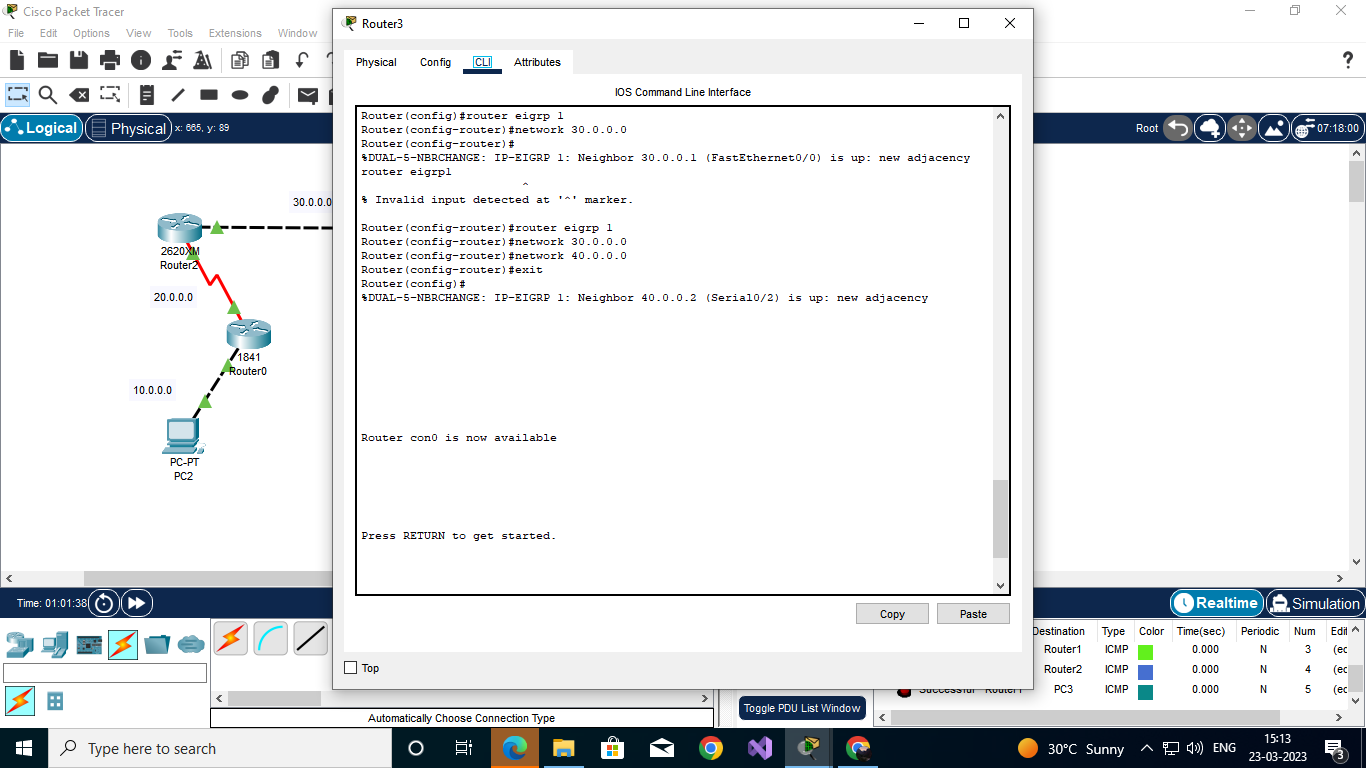 Cisco Packet Tracer
File Edit Options View Tools Extensions Window
Logical
Physical
x: 665, y: 89
Root
07:18:00
30.0.0.0
2620XM
Router2
20.0.0.0
1841
Router0
10.0.0.0
PC-PT
PC2
Router3
Physical Config CLI Attributes
IOS Command Line Interface
Router(config)#router eigrp 1
Router(config-router)#network 30.0.0.0
Router(config-router)#
%DUAL-5-NBRCHANGE: IP-EIGRP 1: Neighbor 30.0.0.1 (FastEthernet0/0) is up: new adjacency
router eigrp1
^
% Invalid input detected at '^' marker.
Router(config-router)#router eigrp 1
Router(config-router)#network 30.0.0.0
Router(config-router)#network 40.0.0.0
Router(config-router)#exit
Router(config)#
%DUAL-5-NBRCHANGE: IP-EIGRP 1: Neighbor 40.0.0.2 (Serial0/2) is up: new adjacency
Router con0 is now available
Press RETURN to get started.
Copy Paste
Top
Time: 01:01:38
Realtime
Simulation
Destination Type Color Time(sec) Periodic Num
Router1 ICMP 0.000 N 3 (ec
Router2 ICMP 0.000 N 4 (ec
Successful Router1 PC3 ICMP 0.000 N 5 (ec
Automatically Choose Connection Type
Toggle PDU List Window
Type here to search
30°C Sunny
ENG
15:13
23-03-2023
3